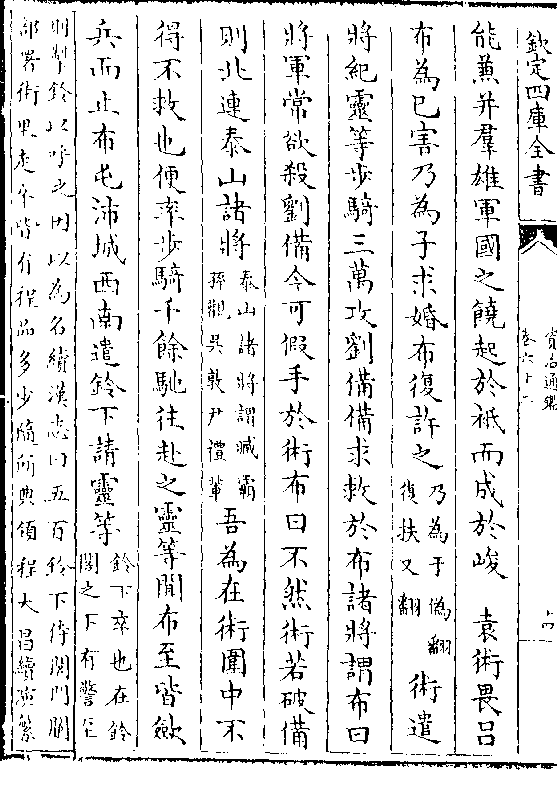 欽定四庫全書
資治通鑑
卷六十二
十四
能兼并羣雄軍國之饒起於祗而成於峻　袁術畏吕
布為已害乃為子求婚布復許之乃為于偽翻復扶又翻術遣
將紀靈等步騎三萬攻劉備備求救於布諸將謂布曰
將軍常欲殺劉備今可假手於術布曰不然術若破備
則北連泰山諸將泰山諸將謂臧霸孫觀吳敦尹禮輩吾為在術圍中不
得不救也便率步騎千餘馳往赴之靈等聞布至皆斂
兵而止布屯沛城西南遣鈴下請靈等鈴下卒也在鈴閣之下有警至
則掣鈴以呼之因以為名續漢志曰五百鈴下侍閤門闌
部署街里走卒皆有程品多少隨所典領程大昌續演繁